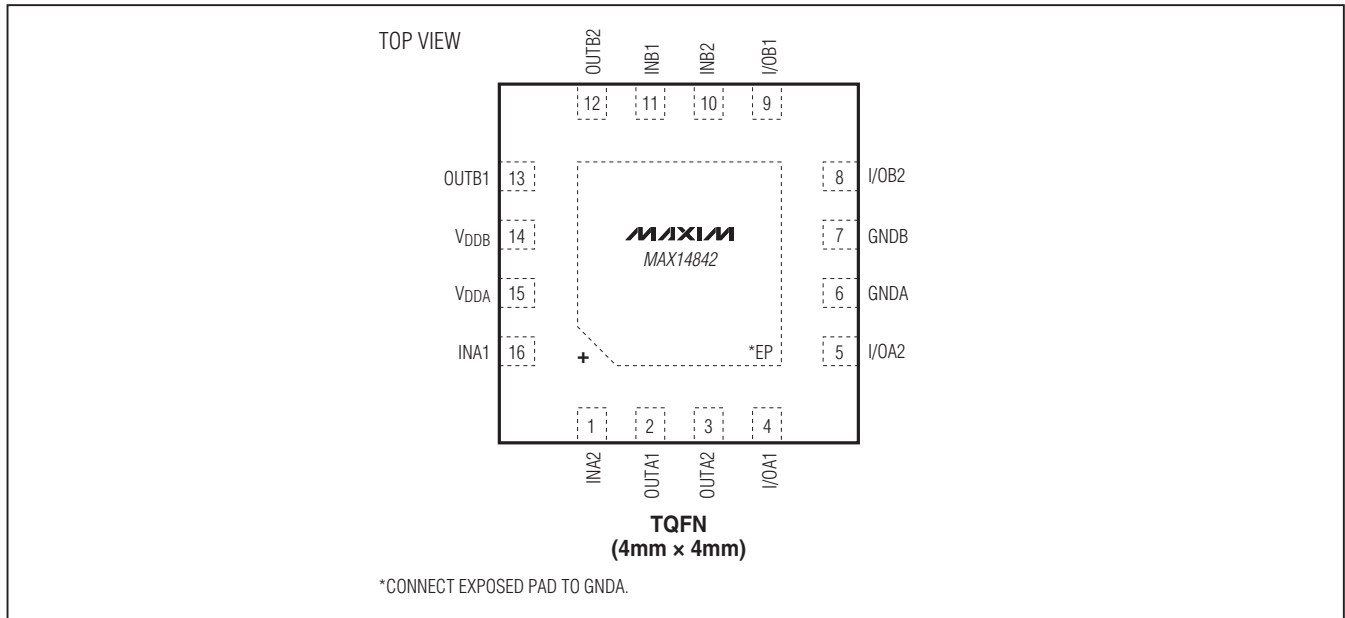 TOP VIEW
OUTB2
INB1
INB2
I/OB1
12
11
10
9
OUTB1
13
8
I/OB2
VDDB
14
MAXIM
7
GNDB
MAX14842
VDDA
15
6
GNDA
INA1
16
+
*EP
5
I/OA2
1
2
3
4
INA2
OUTA1
OUTA2
I/OA1
TQFN
(4mm × 4mm)
*CONNECT EXPOSED PAD TO GNDA.